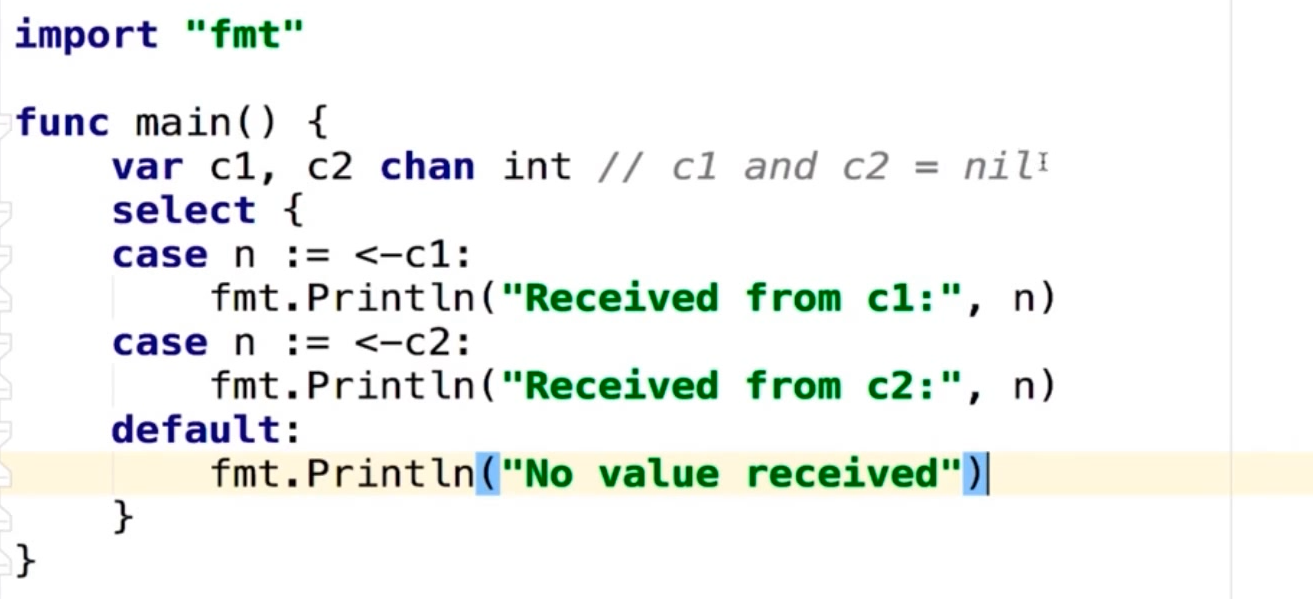 import "fmt"
func main() {
var c1, c2 chan int // c1 and c2 = nil
select {
case n := <-c1:
fmt.Println("Received from c1:", n)
case n := <-c2:
fmt.Println("Received from c2:", n)
default:
fmt.Println("No value received")
}
}